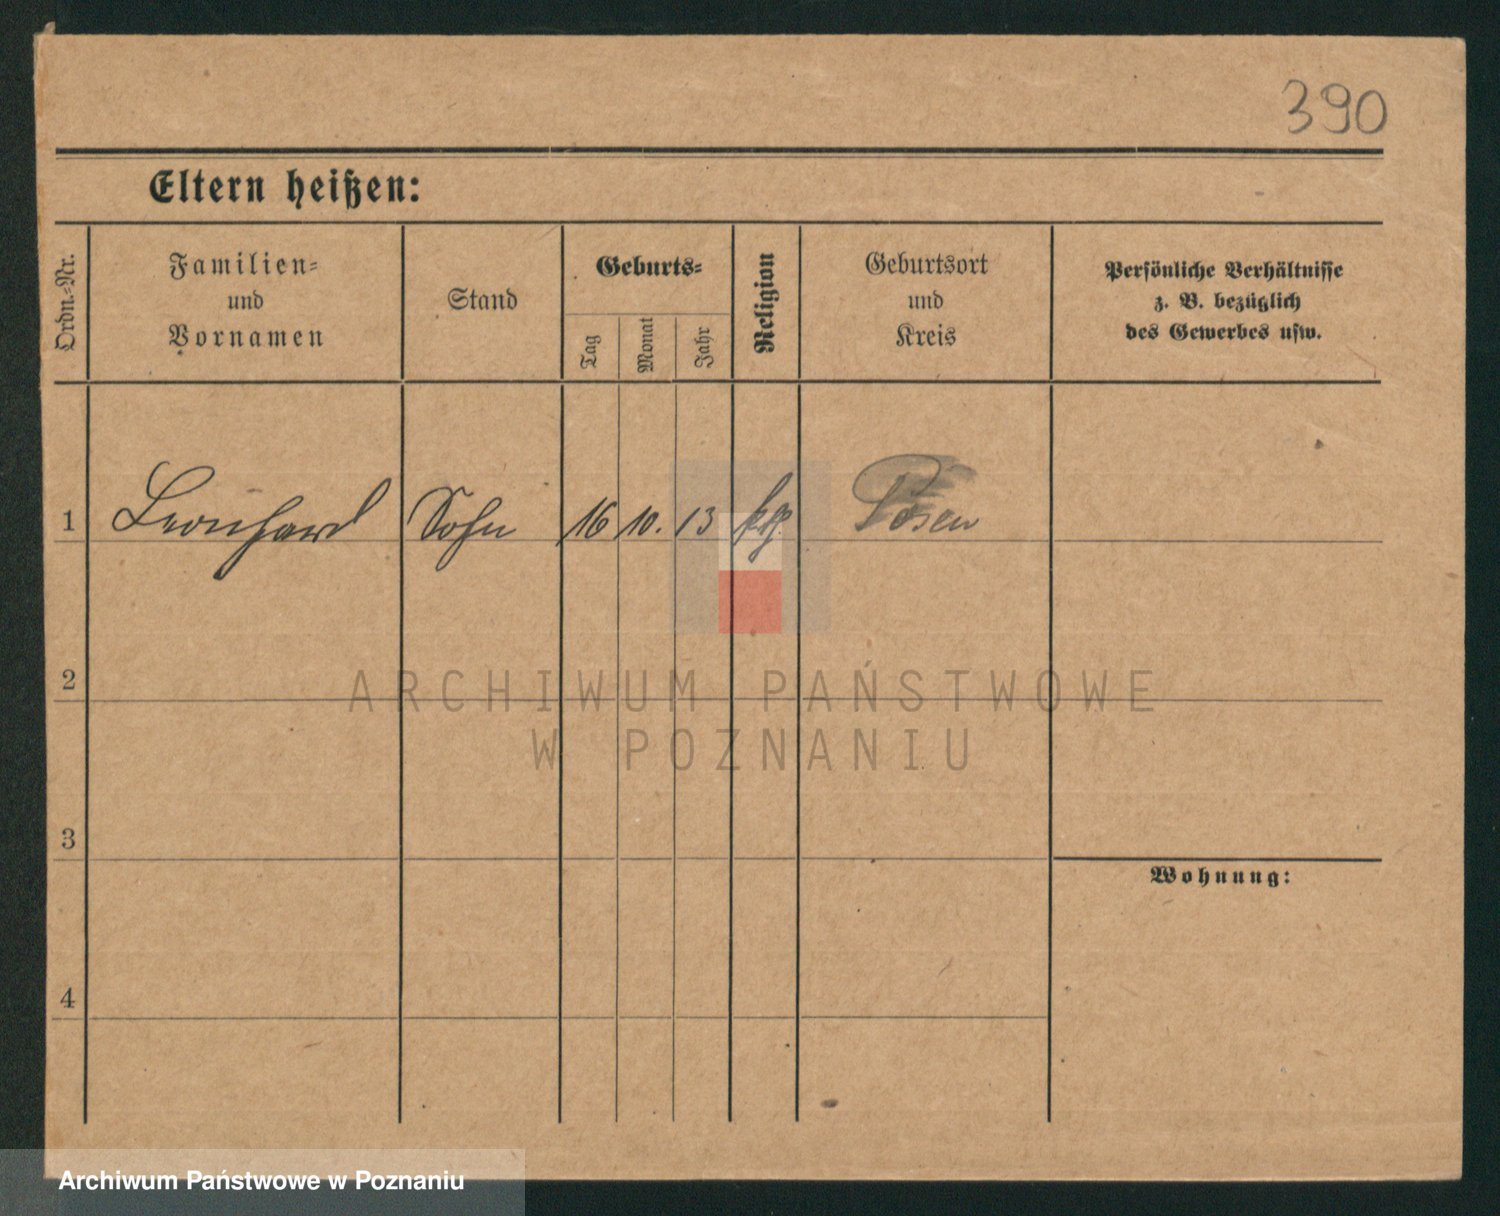 390
Eltern heißen:
Ordn.-Nr.
Familien-
und
Vornamen
Stand
Geburts-
Tag
Monat
Jahr
Religion
Geburtsort
und
Kreis
Persönliche Verhältnisse
z. B. bezüglich
des Gewerbes usw.
1 Leonhard Sohn 16 10. 13 Posen
2
ARCHIWUM PAŃSTWOWE
W POZNANIU
3
Wohnung:
4
Archiwum Państwowe w Poznaniu